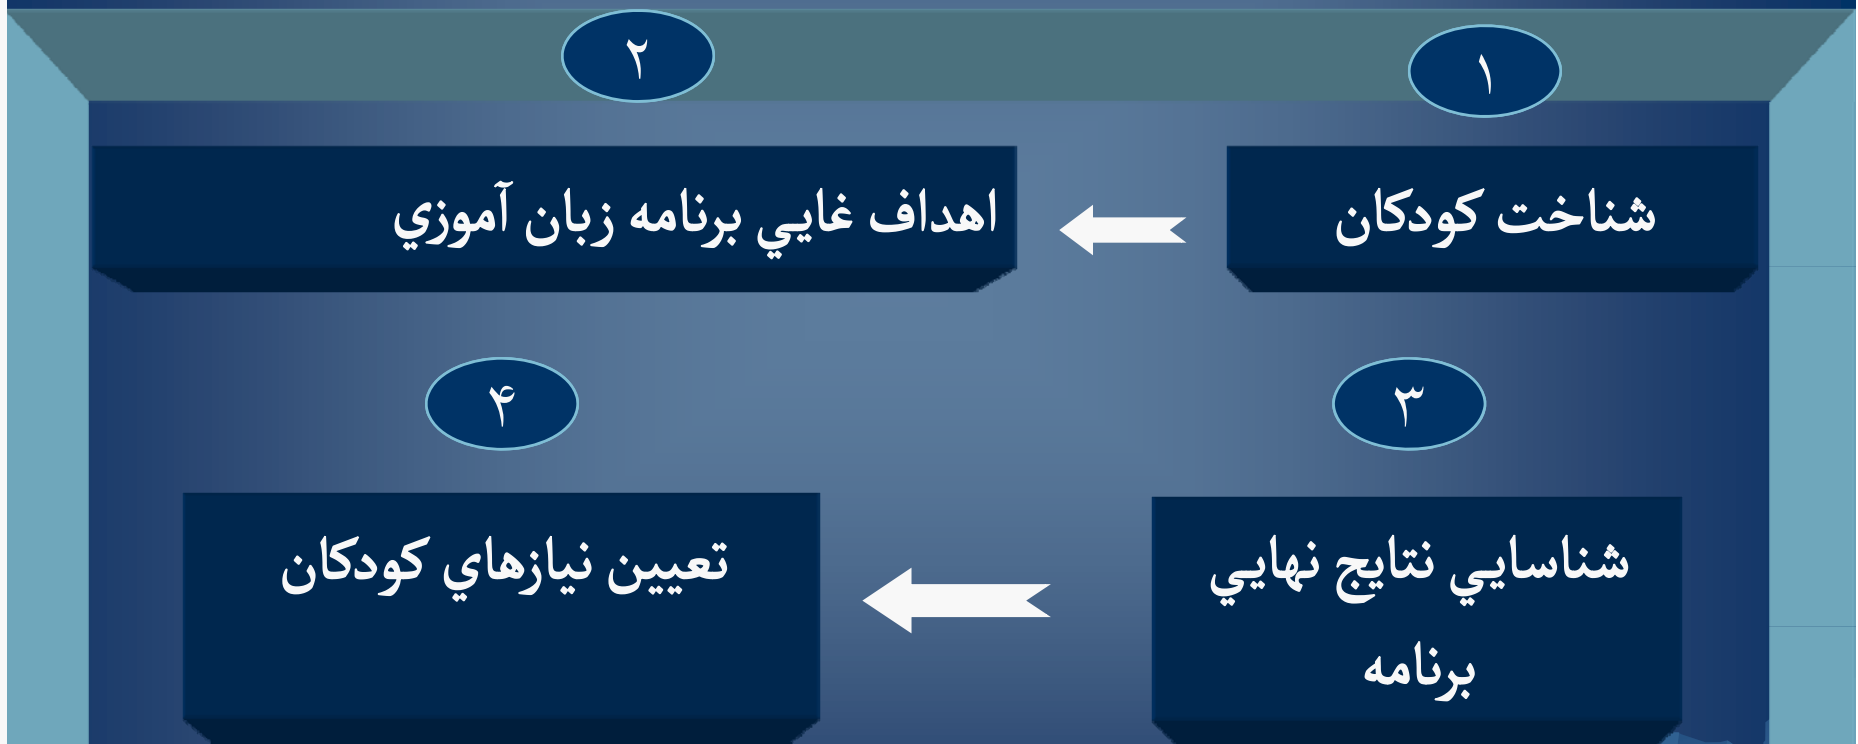 ۱
شناخت کودکان
۲
اهداف غايي برنامه زبان آموزي
۳
شناسايي نتايج نهايي
برنامه
۴
تعيين نيازهاي کودکان